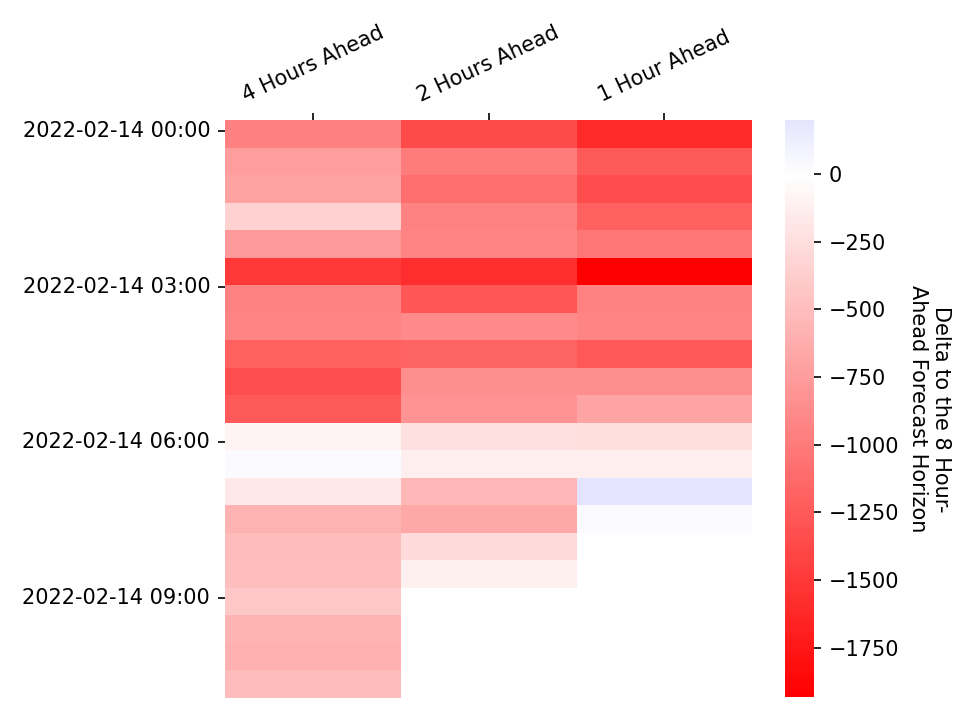 4 Hours Ahead
2 Hours Ahead
1 Hour Ahead
2022-02-14 00:00
2022-02-14 03:00
2022-02-14 06:00
2022-02-14 09:00
0
−250
−500
−750
−1000
−1250
−1500
−1750
Delta to the 8 Hour-
Ahead Forecast Horizon